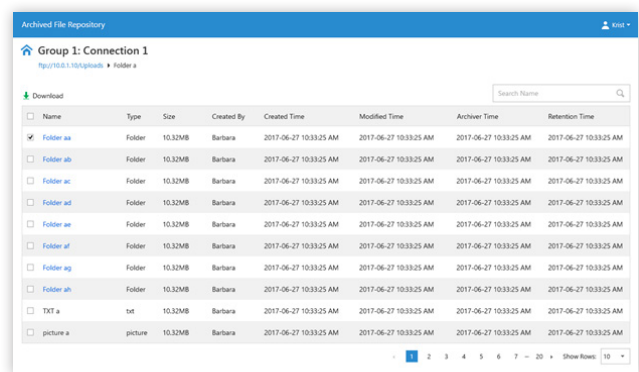 Archived File Repository Krist
Group 1: Connection 1
ftp://10.0.1.10/Uploads Folder a
Download Search Name
Name Type Size Created By Created Time Modified Time Archiver Time Retention Time
Folder aa Folder 10.32MB Barbara 2017-06-27 10:33:25 AM 2017-06-27 10:33:25 AM 2017-06-27 10:33:25 AM 2017-06-27 10:33:25 AM
Folder ab Folder 10.32MB Barbara 2017-06-27 10:33:25 AM 2017-06-27 10:33:25 AM 2017-06-27 10:33:25 AM 2017-06-27 10:33:25 AM
Folder ac Folder 10.32MB Barbara 2017-06-27 10:33:25 AM 2017-06-27 10:33:25 AM 2017-06-27 10:33:25 AM 2017-06-27 10:33:25 AM
Folder ad Folder 10.32MB Barbara 2017-06-27 10:33:25 AM 2017-06-27 10:33:25 AM 2017-06-27 10:33:25 AM 2017-06-27 10:33:25 AM
Folder ae Folder 10.32MB Barbara 2017-06-27 10:33:25 AM 2017-06-27 10:33:25 AM 2017-06-27 10:33:25 AM 2017-06-27 10:33:25 AM
Folder af Folder 10.32MB Barbara 2017-06-27 10:33:25 AM 2017-06-27 10:33:25 AM 2017-06-27 10:33:25 AM 2017-06-27 10:33:25 AM
Folder ag Folder 10.32MB Barbara 2017-06-27 10:33:25 AM 2017-06-27 10:33:25 AM 2017-06-27 10:33:25 AM 2017-06-27 10:33:25 AM
Folder ah Folder 10.32MB Barbara 2017-06-27 10:33:25 AM 2017-06-27 10:33:25 AM 2017-06-27 10:33:25 AM 2017-06-27 10:33:25 AM
TXT a txt 10.32MB Barbara 2017-06-27 10:33:25 AM 2017-06-27 10:33:25 AM 2017-06-27 10:33:25 AM 2017-06-27 10:33:25 AM
picture a picture 10.32MB Barbara 2017-06-27 10:33:25 AM 2017-06-27 10:33:25 AM 2017-06-27 10:33:25 AM 2017-06-27 10:33:25 AM
1 2 3 4 5 6 7 – 20 Show Rows: 10